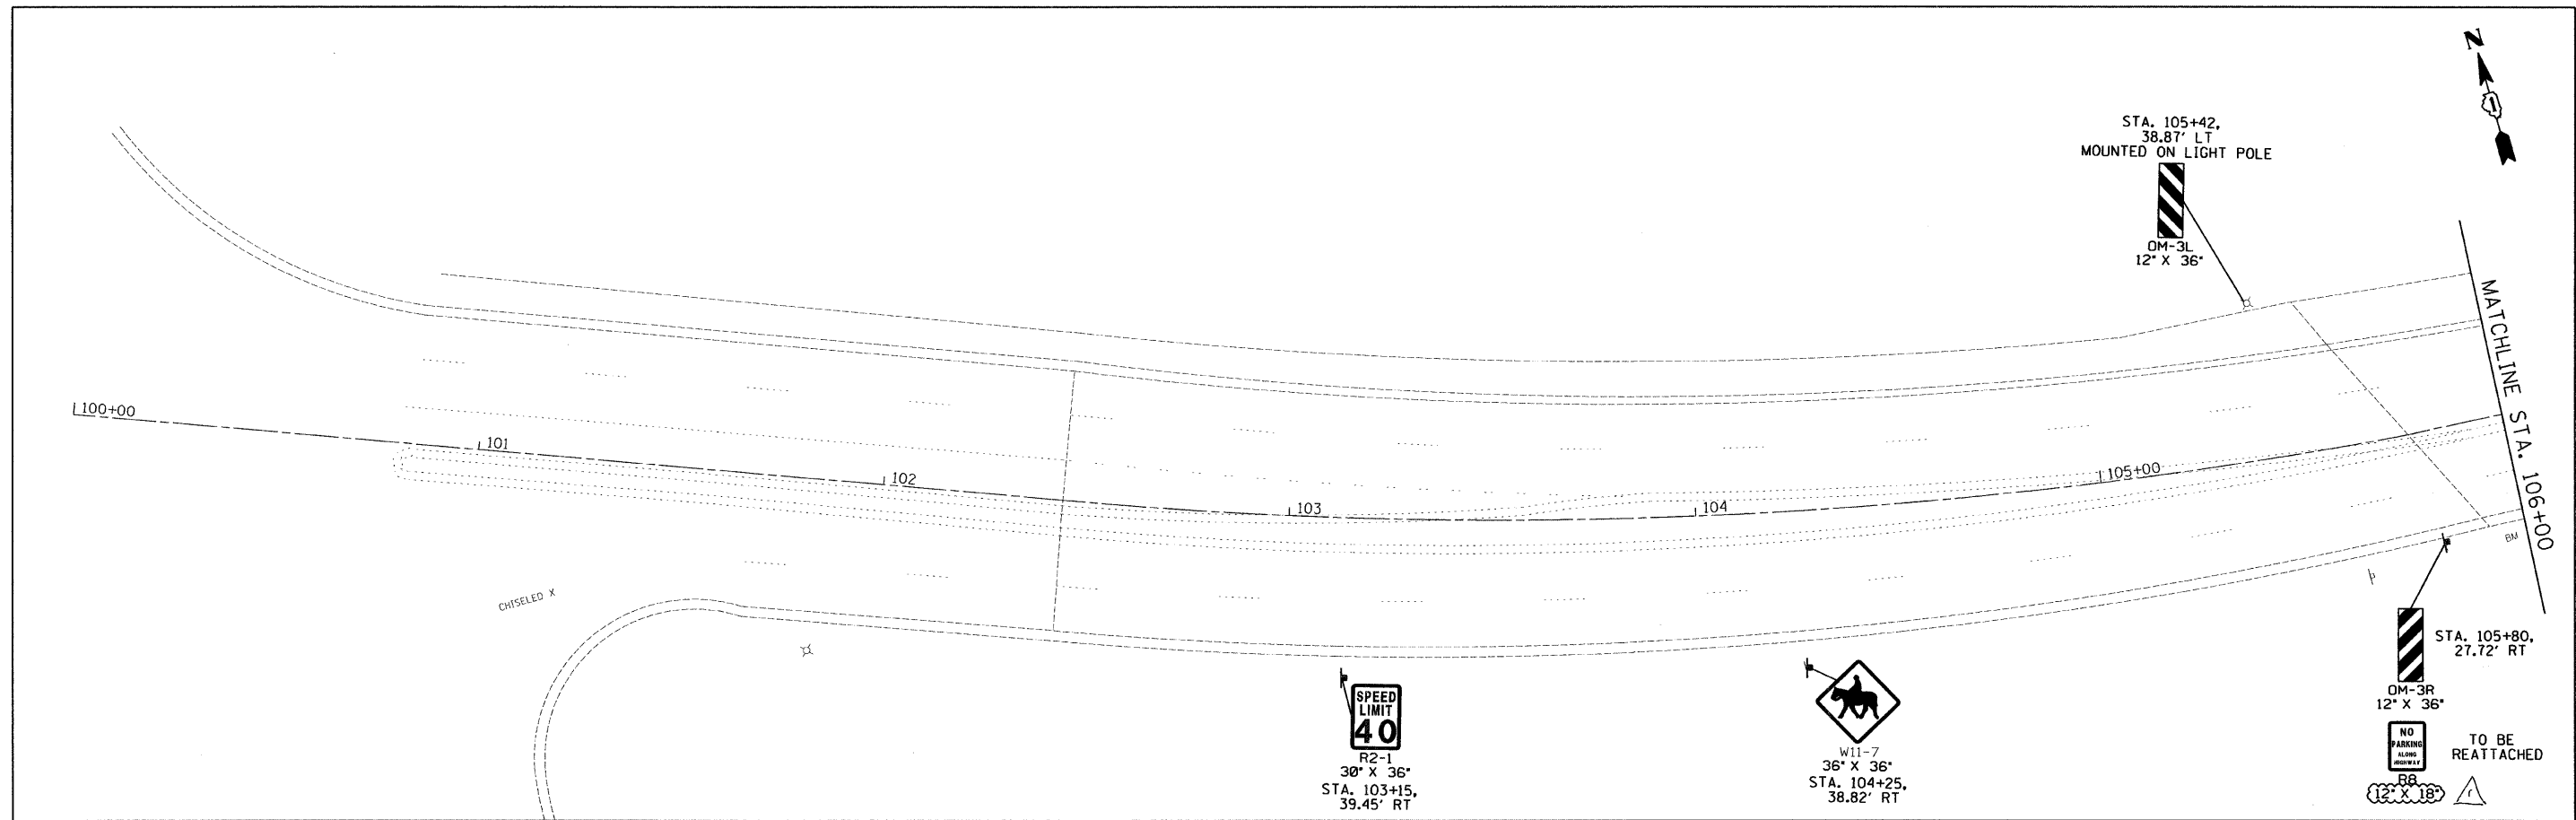 N
STA. 105+42,
38.87' LT
MOUNTED ON LIGHT POLE
OM-3L
12" X 36"
MATCHLINE STA. 106+00
100+00
101
102
103
104
105+00
BM
CHISELED X
SPEED
LIMIT
40
R2-1
30" X 36"
STA. 103+15,
39.45' RT
W11-7
36" X 36"
STA. 104+25,
38.82' RT
STA. 105+80,
27.72' RT
OM-3R
12" X 36"
NO
PARKING
ALONG
HIGHWAY
TO BE
REATTACHED
R8
12" X 18"